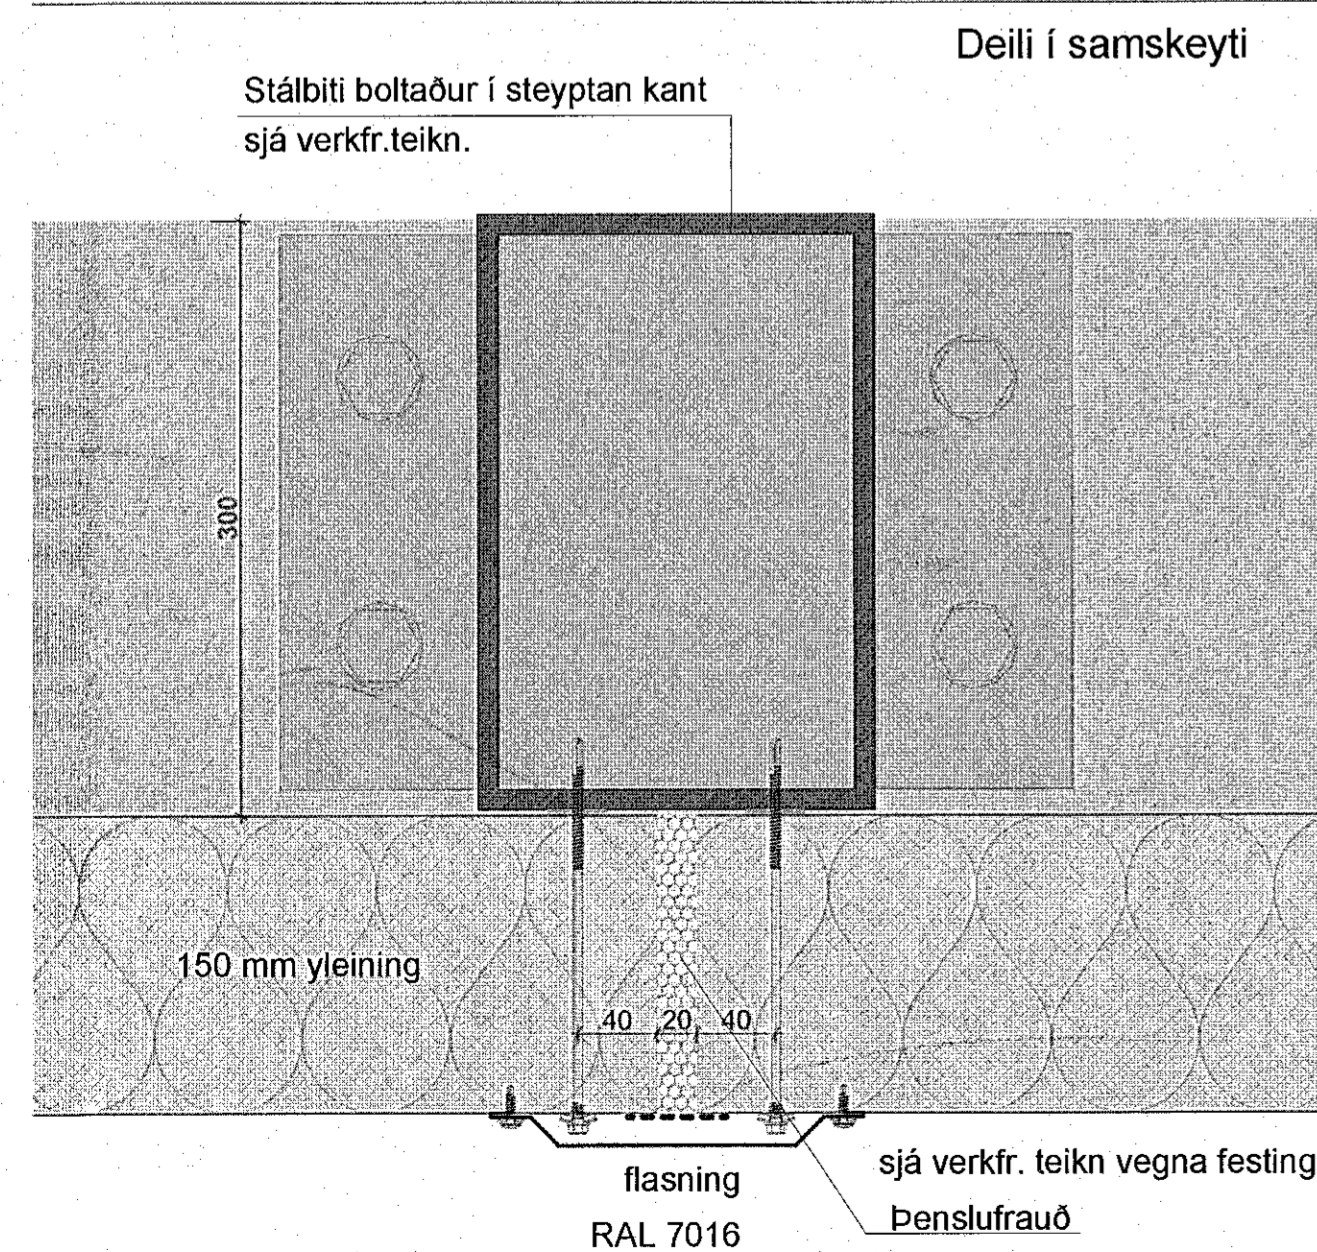 Deili í samskeyti
Stálbiti boltaður í steyptan kant
sjá verkfr.teikn.
300
150 mm yleining
40 20 40
flasning
RAL 7016
sjá verkfr. teikn vegna festing
Þenslufrauð